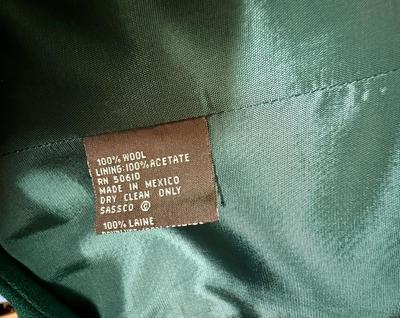 100% WOOL
LINING:100% ACETATE
RN 50610
MADE IN MEXICO
DRY CLEAN ONLY
SASSCO ©
100% LAINE